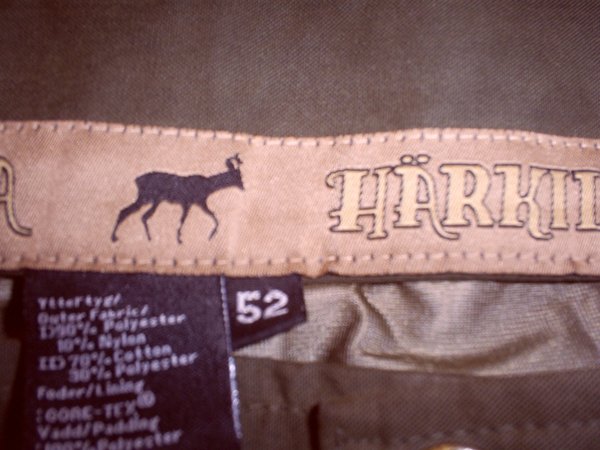 A HÄRKIL
52
Yttertyg/
Outer Fabric/
I)90% Polyester
10% Nylon
II) 70% Cotton
30% Polyester
Foder/Lining
:GORE-TEX®
Vadd/Padding
:100% Polyester